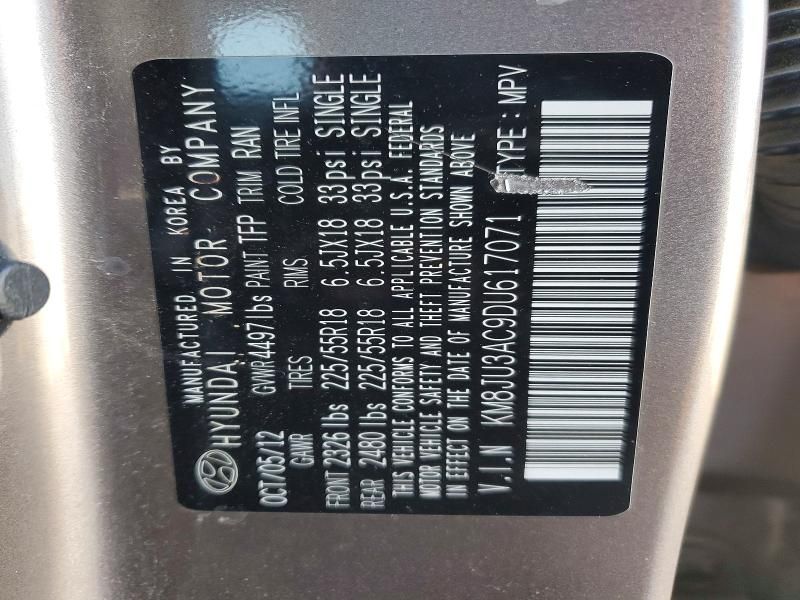 MANUFACTURED IN KOREA BY
HYUNDAI MOTOR COMPANY
OCT/05/12 GVWR 4497lbs PAINT TFP TRIM RAN
GAWR TIRES RIMS COLD TIRE INFL
FRONT 2326 lbs 225/55R18 6.5JX18 33psi SINGLE
REAR 2480 lbs 225/55R18 6.5JX18 33 psi SINGLE
THIS VEHICLE CONFORMS TO ALL APPLICABLE U.S.A. FEDERAL
MOTOR VEHICLE SAFETY AND THEFT PREVENTION STANDARDS
IN EFFECT ON THE DATE OF MANUFACTURE SHOWN ABOVE
V.I.N KM8JU3AC9DU617071 TYPE : MPV